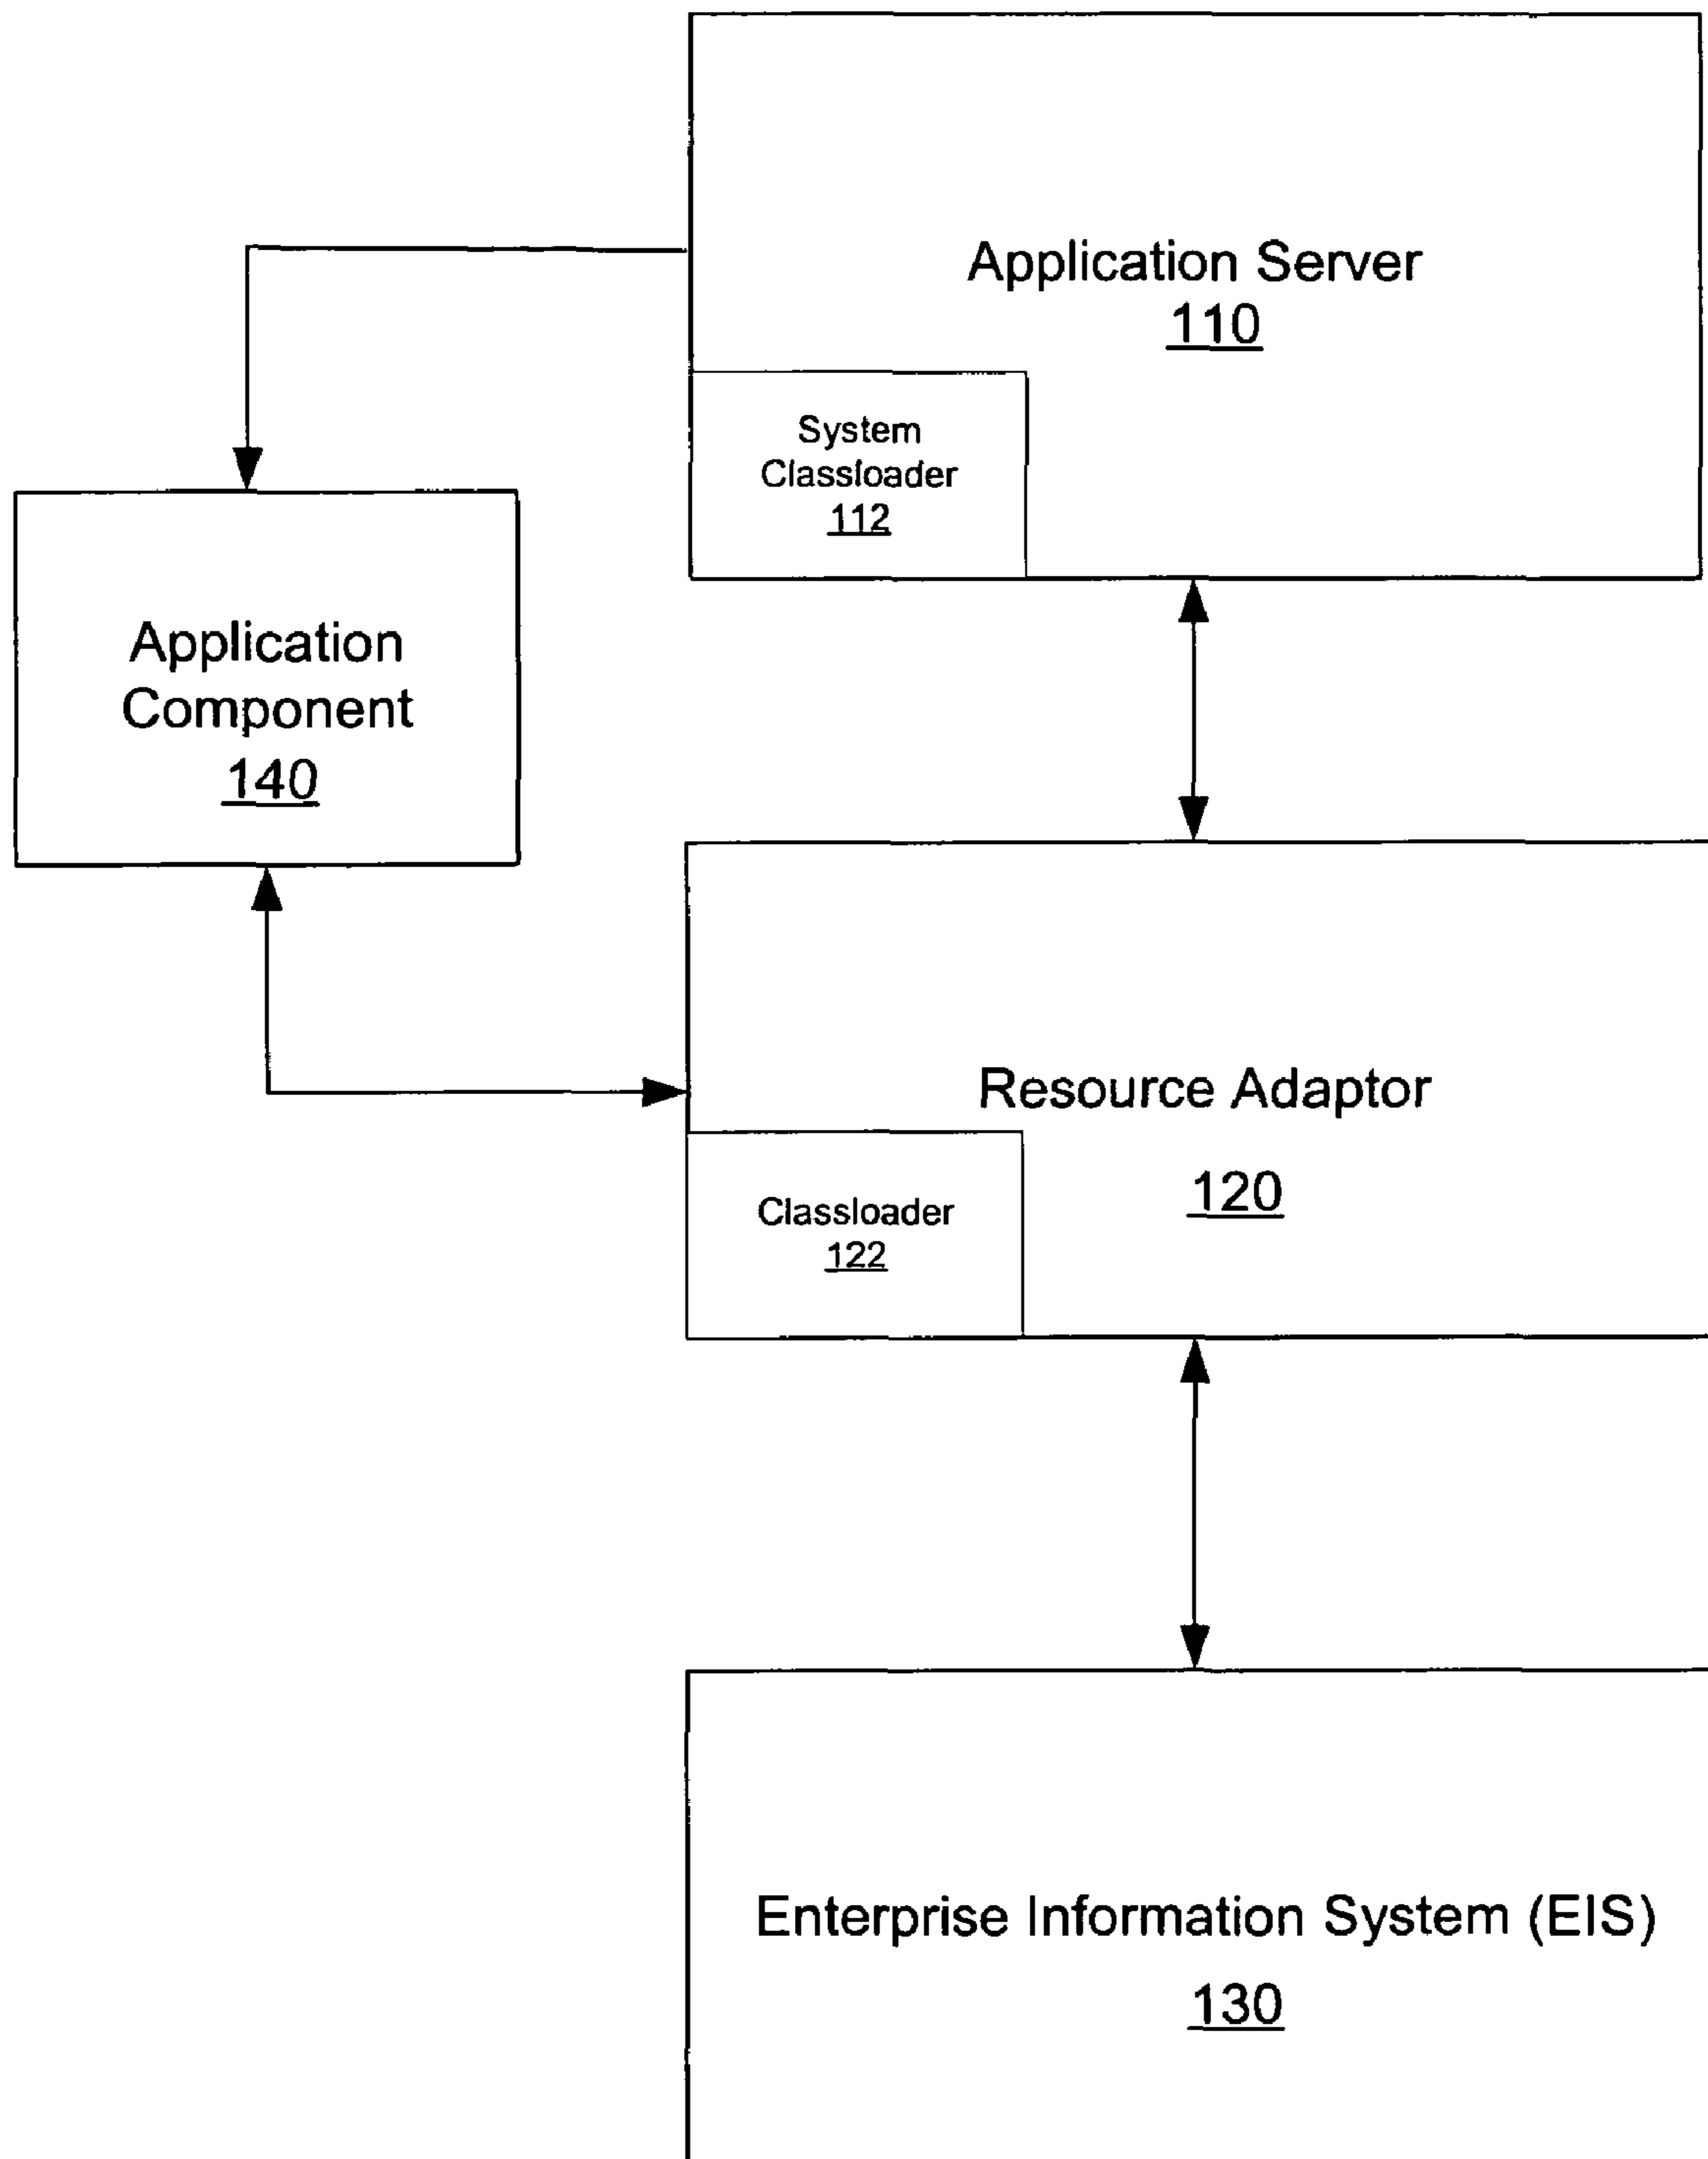 Application Server
110
System
Classloader
112
Application
Component
140
Resource Adaptor
120
Classloader
122
Enterprise Information System (EIS)
130